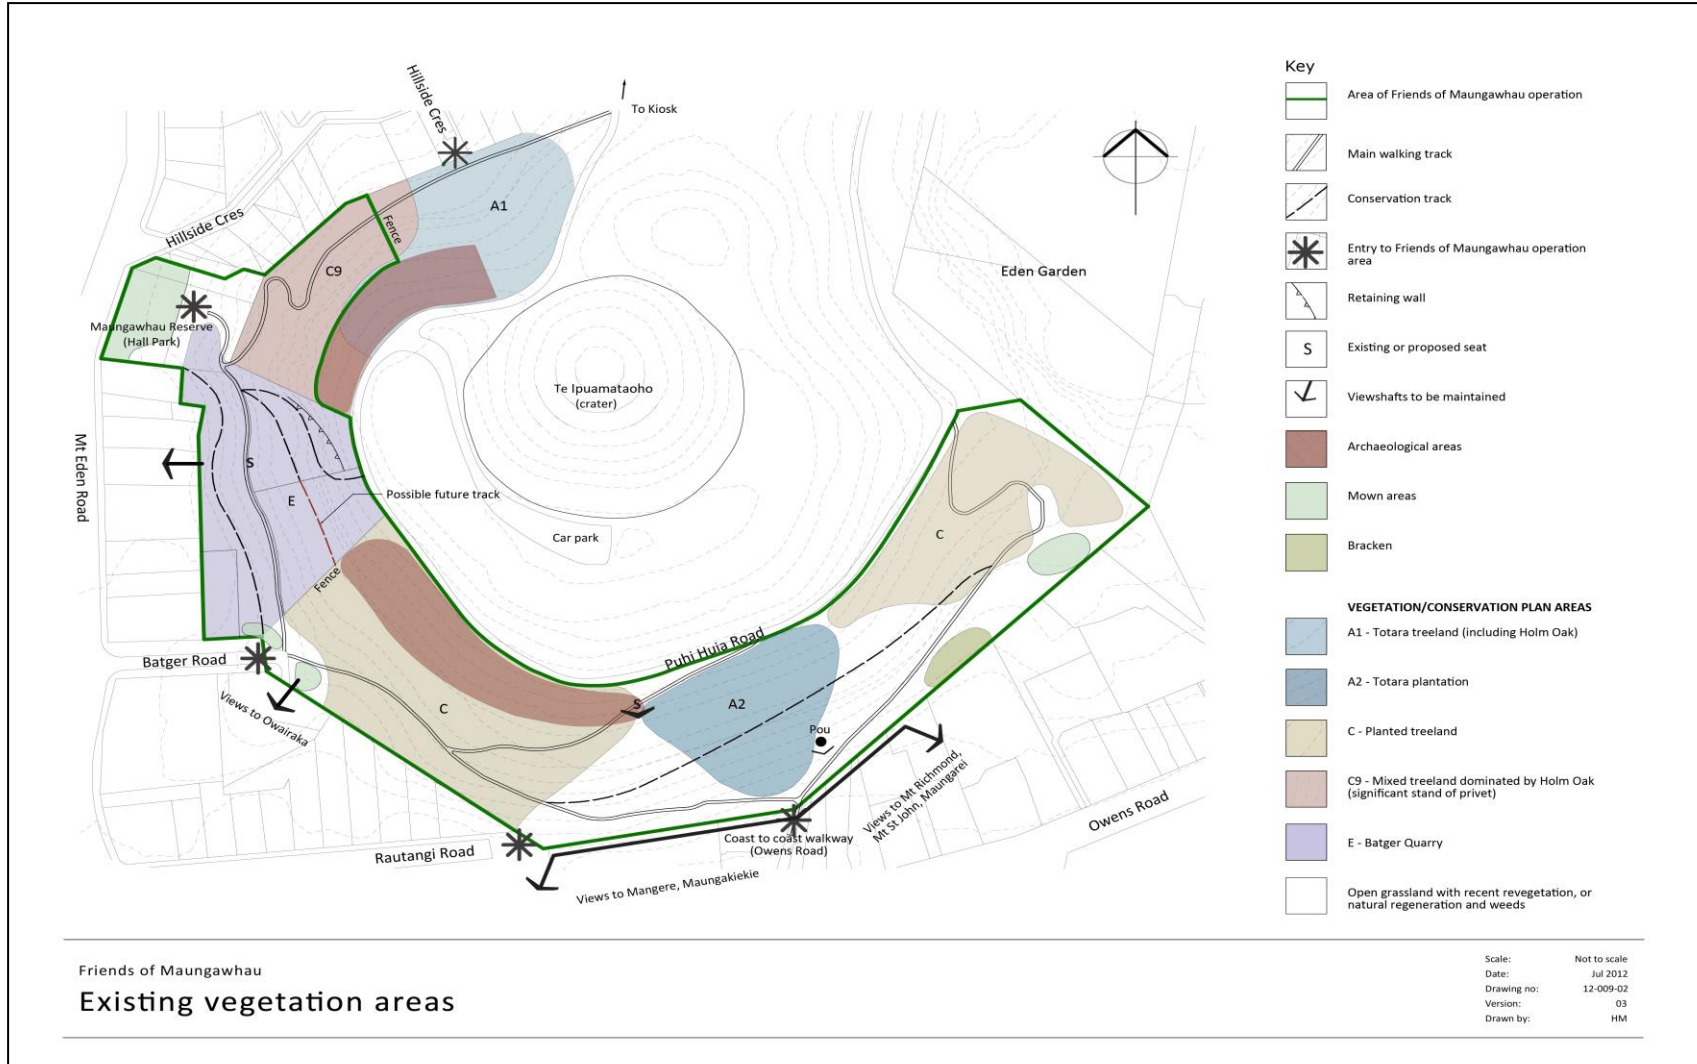 Hillside Cres
To Kiosk
Hillside Cres
Fence
A1
C9
Eden Garden
Maungawhau Reserve
(Hall Park)
Te Ipuamataoho
(crater)
Mt Eden Road
S
E
Possible future track
Car park
C
Fence
Puhi Huia Road
Batger Road
Views to Owairaka
C
S
A2
Pou
Views to Mt Richmond,
Mt St John, Maungarei
Owens Road
Coast to coast walkway
(Owens Road)
Rautangi Road
Views to Mangere, Maungakiekie
Key
Area of Friends of Maungawhau operation
Main walking track
Conservation track
Entry to Friends of Maungawhau operation
area
Retaining wall
S
Existing or proposed seat
Viewshafts to be maintained
Archaeological areas
Mown areas
Bracken
VEGETATION/CONSERVATION PLAN AREAS
A1 - Totara treeland (including Holm Oak)
A2 - Totara plantation
C - Planted treeland
C9 - Mixed treeland dominated by Holm Oak
(significant stand of privet)
E - Batger Quarry
Open grassland with recent revegetation, or
natural regeneration and weeds
Friends of Maungawhau
Existing vegetation areas
Scale: Not to scale
Date: Jul 2012
Drawing no: 12-009-02
Version: 03
Drawn by: HM